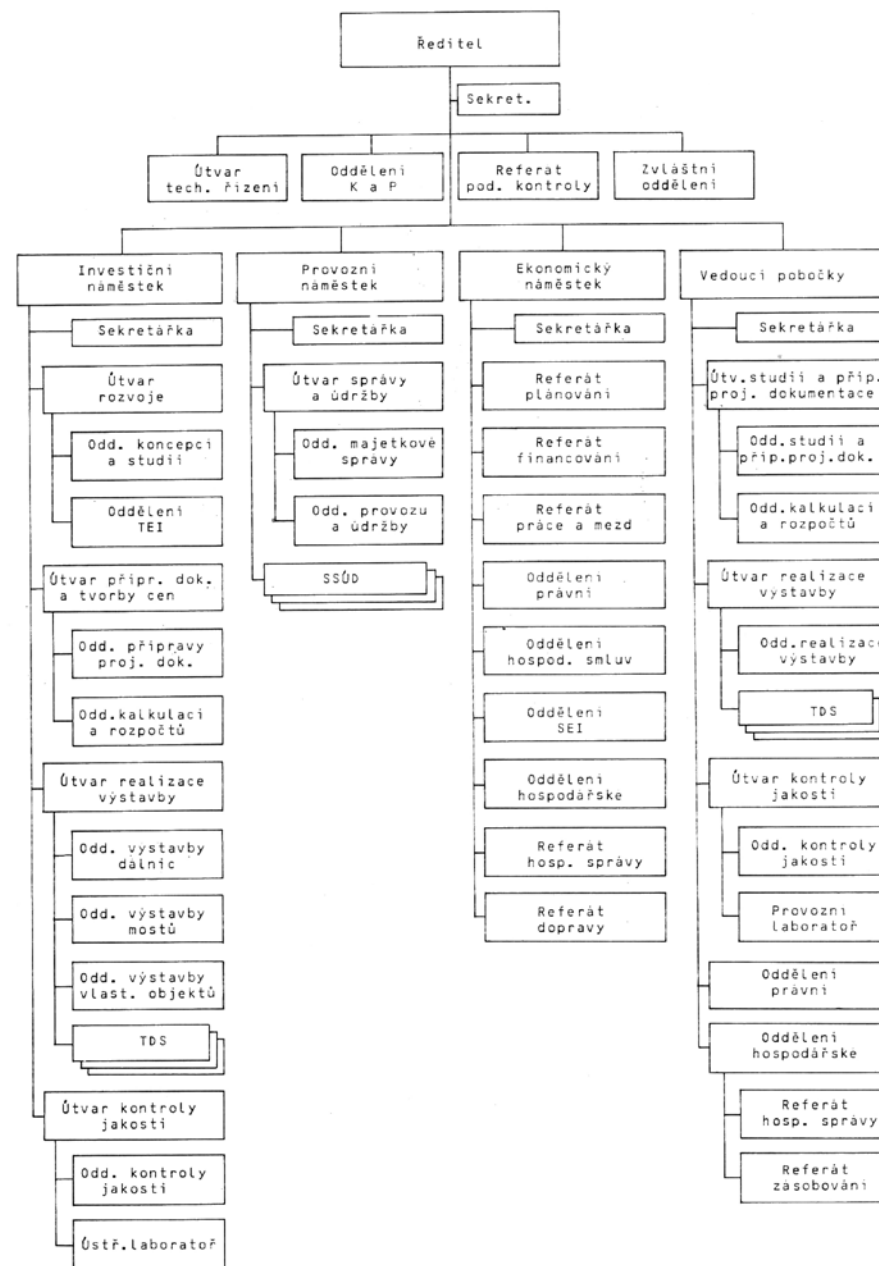 Ředitel
Sekret.
Útvar
tech. řízení
Oddělení
K a P
Referát
pod. kontroly
Zvláštní
oddělení
Investiční
náměstek
Sekretářka
Útvar
rozvoje
Odd. koncepcí
a studií
Oddělení
TEI
Útvar přípr. dok.
a tvorby cen
Odd. přípravy
proj. dok.
Odd.kalkulací
a rozpočtů
Útvar realizace
výstavby
Odd. výstavby
dálnic
Odd. výstavby
mostů
Odd. výstavby
vlast. objektů
TDS
Útvar kontroly
jakosti
Odd. kontroly
jakosti
Ústř.laboratoř
Provozní
náměstek
Sekretářka
Útvar správy
a údržby
Odd. majetkové
správy
Odd. provozu
a údržby
SSÚD
Ekonomický
náměstek
Sekretářka
Referát
plánování
Referát
financování
Referát
práce a mezd
Oddělení
právní
Oddělení
hospod. smluv
Oddělení
SEI
Oddělení
hospodářské
Referát
hosp. správy
Referát
dopravy
Vedoucí pobočky
Sekretářka
Útv.studií a příp.
proj. dokumentace
Odd.studií a
příp.proj.dok.
Odd.kalkulací
a rozpočtů
Útvar realizace
výstavby
Odd.realizace
výstavby
TDS
Útvar kontroly
jakosti
Odd. kontroly
jakosti
Provozní
laboratoř
Oddělení
právní
Oddělení
hospodářské
Referát
hosp. správy
Referát
zásobování